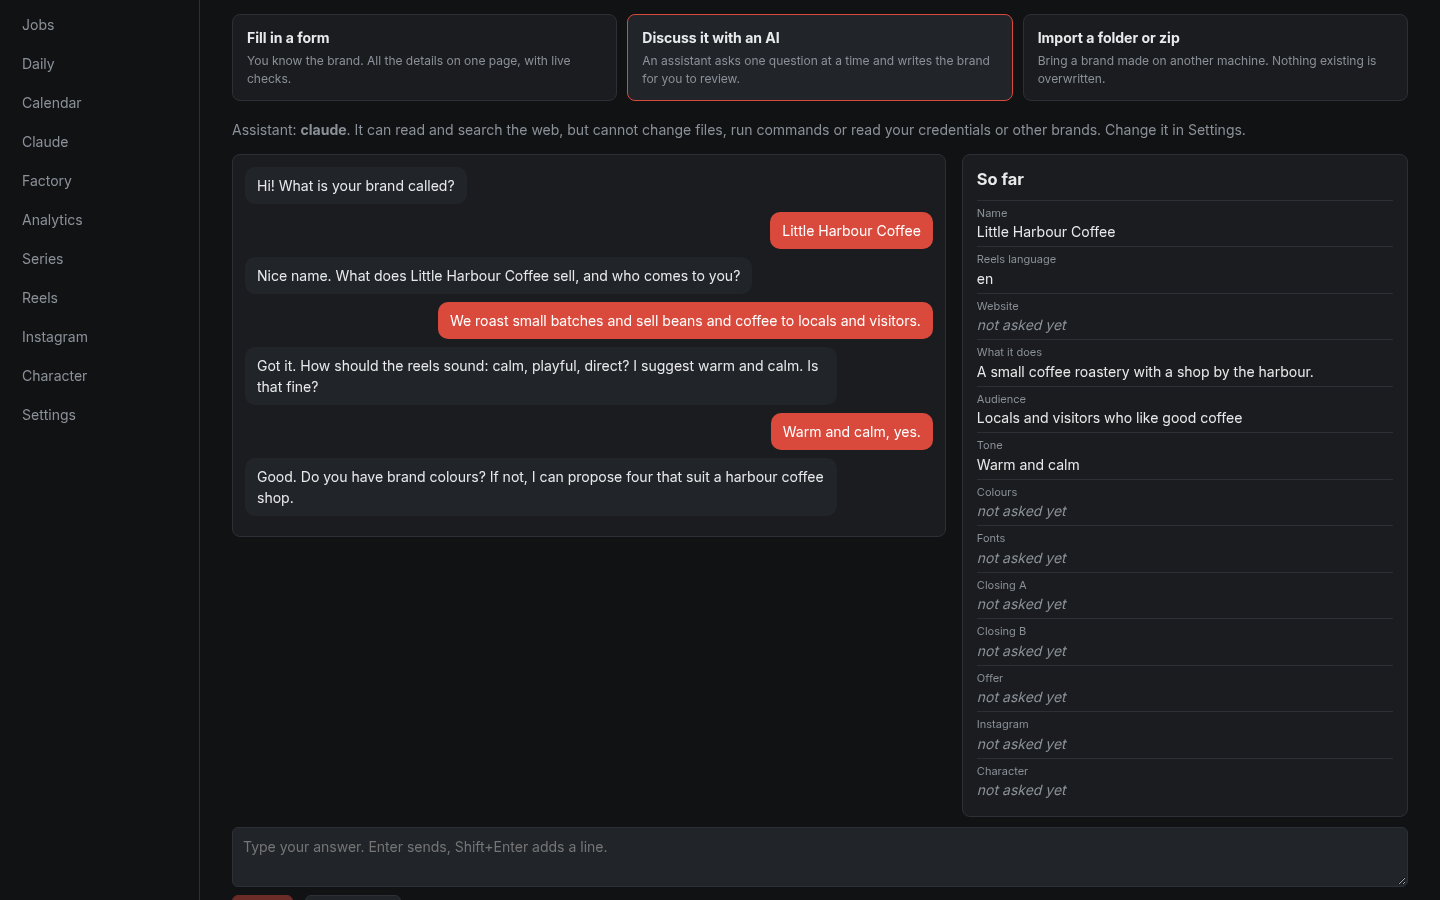 Jobs
Daily
Calendar
Claude
Factory
Analytics
Series
Reels
Instagram
Character
Settings
Fill in a form
You know the brand. All the details on one page, with live
checks.
Discuss it with an AI
An assistant asks one question at a time and writes the brand
for you to review.
Import a folder or zip
Bring a brand made on another machine. Nothing existing is
overwritten.
Assistant: claude. It can read and search the web, but cannot change files, run commands or read your credentials or other brands. Change it in Settings.
Hi! What is your brand called?
Little Harbour Coffee
Nice name. What does Little Harbour Coffee sell, and who comes to you?
We roast small batches and sell beans and coffee to locals and visitors.
Got it. How should the reels sound: calm, playful, direct? I suggest warm and calm. Is
that fine?
Warm and calm, yes.
Good. Do you have brand colours? If not, I can propose four that suit a harbour coffee
shop.
So far
Name
Little Harbour Coffee
Reels language
en
Website
not asked yet
What it does
A small coffee roastery with a shop by the harbour.
Audience
Locals and visitors who like good coffee
Tone
Warm and calm
Colours
not asked yet
Fonts
not asked yet
Closing A
not asked yet
Closing B
not asked yet
Offer
not asked yet
Instagram
not asked yet
Character
not asked yet
Type your answer. Enter sends, Shift+Enter adds a line.